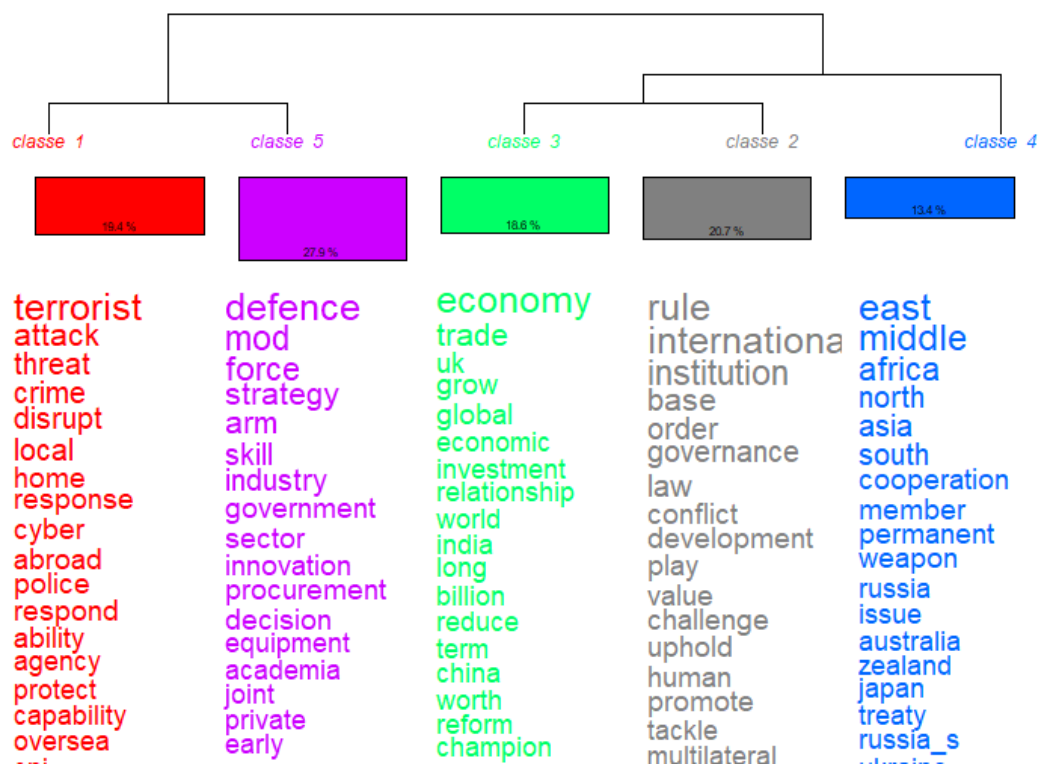 classe 1
classe 5
classe 3
classe 2
classe 4
19.4 %
27.9 %
18.6 %
20.7 %
13.4 %
terrorist
attack
threat
crime
disrupt
local
home
response
cyber
abroad
police
respond
ability
agency
protect
capability
oversea
defence
mod
force
strategy
arm
skill
industry
government
sector
innovation
procurement
decision
equipment
academia
joint
private
early
economy
trade
uk
grow
global
economic
investment
relationship
world
india
long
billion
reduce
term
china
worth
reform
champion
rule
internationa
institution
base
order
governance
law
conflict
development
play
value
challenge
uphold
human
promote
tackle
multilateral
east
middle
africa
north
asia
south
cooperation
member
permanent
weapon
russia
issue
australia
zealand
japan
treaty
russia_s
ukraine